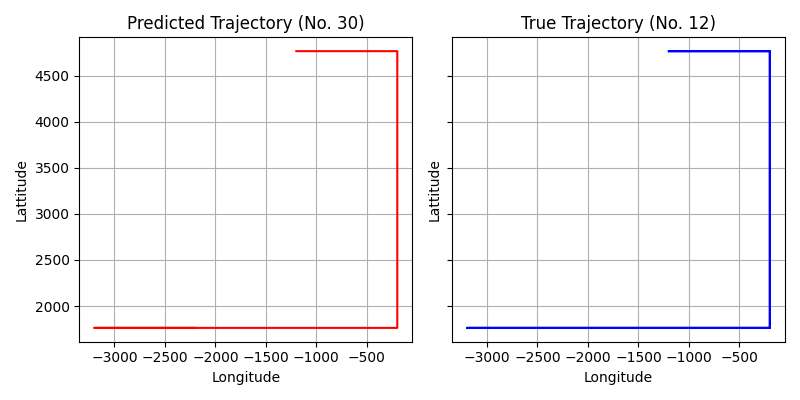 Predicted Trajectory (No. 30)
4500
4000
3500
3000
2500
2000
Lattitude
−3000 −2500 −2000 −1500 −1000 −500
Longitude
True Trajectory (No. 12)
Lattitude
−3000 −2500 −2000 −1500 −1000 −500
Longitude